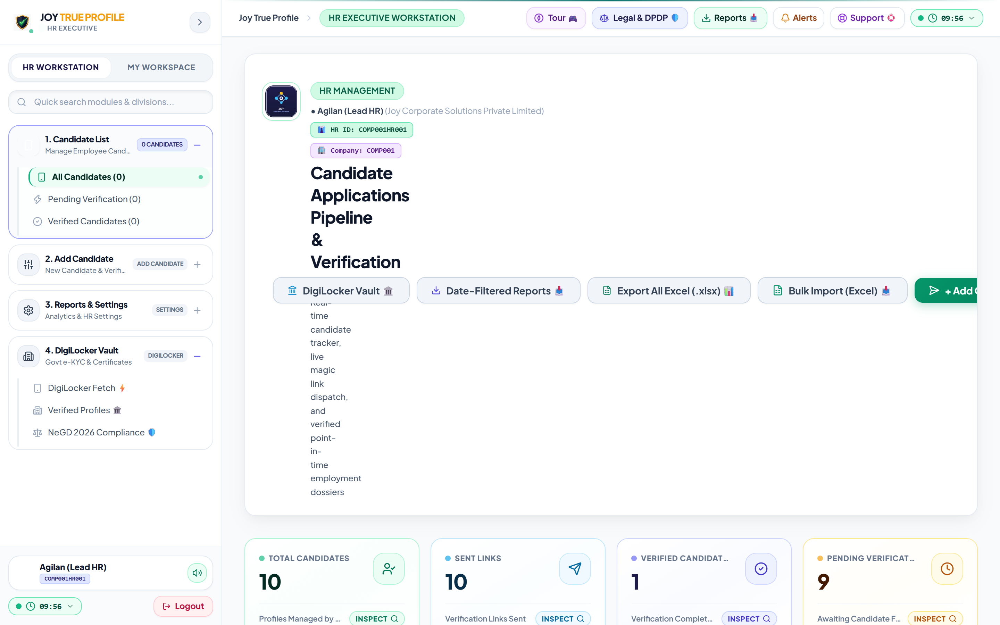 JOY TRUE PROFILE
HR EXECUTIVE
HR WORKSTATION
MY WORKSPACE
Quick search modules & divisions...
1. Candidate List
Manage Employee Cand...
0 CANDIDATES
All Candidates (0)
Pending Verification (0)
Verified Candidates (0)
2. Add Candidate
New Candidate & Verifi...
ADD CANDIDATE
3. Reports & Settings
Analytics & HR Settings
SETTINGS
4. DigiLocker Vault
Govt e-KYC & Certificates
DIGILOCKER
DigiLocker Fetch
Verified Profiles
NeGD 2026 Compliance
Agilan (Lead HR)
COMP001HR001
09:56
Logout
Joy True Profile
HR EXECUTIVE WORKSTATION
Tour
Legal & DPDP
Reports
Alerts
Support
09:56
JOY
HR MANAGEMENT
• Agilan (Lead HR) (Joy Corporate Solutions Private Limited)
HR ID: COMP001HR001
Company: COMP001
Candidate
Applications
Pipeline
&
Verification
DigiLocker Vault
Date-Filtered Reports
Export All Excel (.xlsx)
Bulk Import (Excel)
+ Add
Real-
time
candidate
tracker,
live
magic
link
dispatch,
and
verified
point-
in-
time
employment
dossiers
TOTAL CANDIDATES
10
Profiles Managed by ...
INSPECT
SENT LINKS
10
Verification Links Sent
INSPECT
VERIFIED CANDIDAT...
1
Verification Complet...
INSPECT
PENDING VERIFICAT...
9
Awaiting Candidate F...
INSPECT